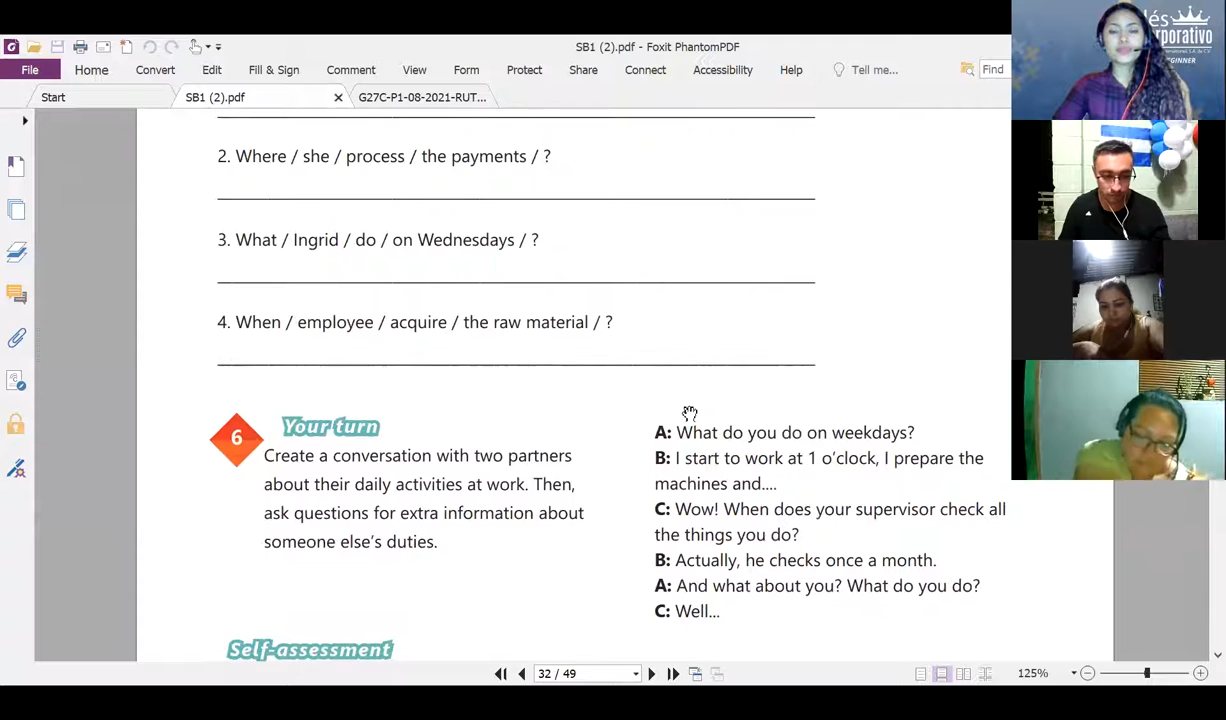 SB1 (2).pdf - Foxit PhantomPDF
File Home Convert Edit Fill & Sign Comment View Form Protect Share Connect Accessibility Help Tell me... Find
Start SB1 (2).pdf G27C-P1-08-2021-RUT...
2. Where / she / process / the payments / ?
3. What / Ingrid / do / on Wednesdays / ?
4. When / employee / acquire / the raw material / ?
6 Your turn
Create a conversation with two partners
about their daily activities at work. Then,
ask questions for extra information about
someone else's duties.
A: What do you do on weekdays?
B: I start to work at 1 o'clock, I prepare the
machines and....
C: Wow! When does your supervisor check all
the things you do?
B: Actually, he checks once a month.
A: And what about you? What do you do?
C: Well...
Self-assessment
32 / 49
125%